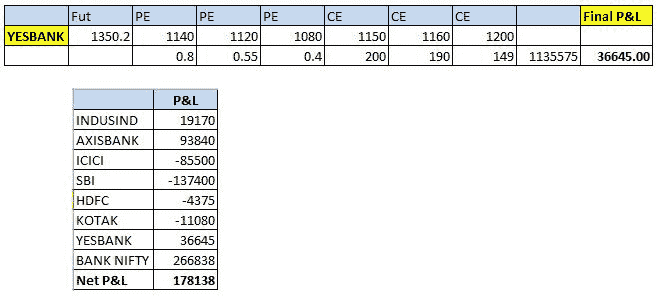 Fut PE PE PE CE CE CE Final P&L
YESBANK 1350.2 1140 1120 1080 1150 1160 1200
0.8 0.55 0.4 200 190 149 1135575 36645.00
P&L
INDUSIND 19170
AXISBANK 93840
ICICI -85500
SBI -137400
HDFC -4375
KOTAK -11080
YESBANK 36645
BANK NIFTY 266838
Net P&L 178138